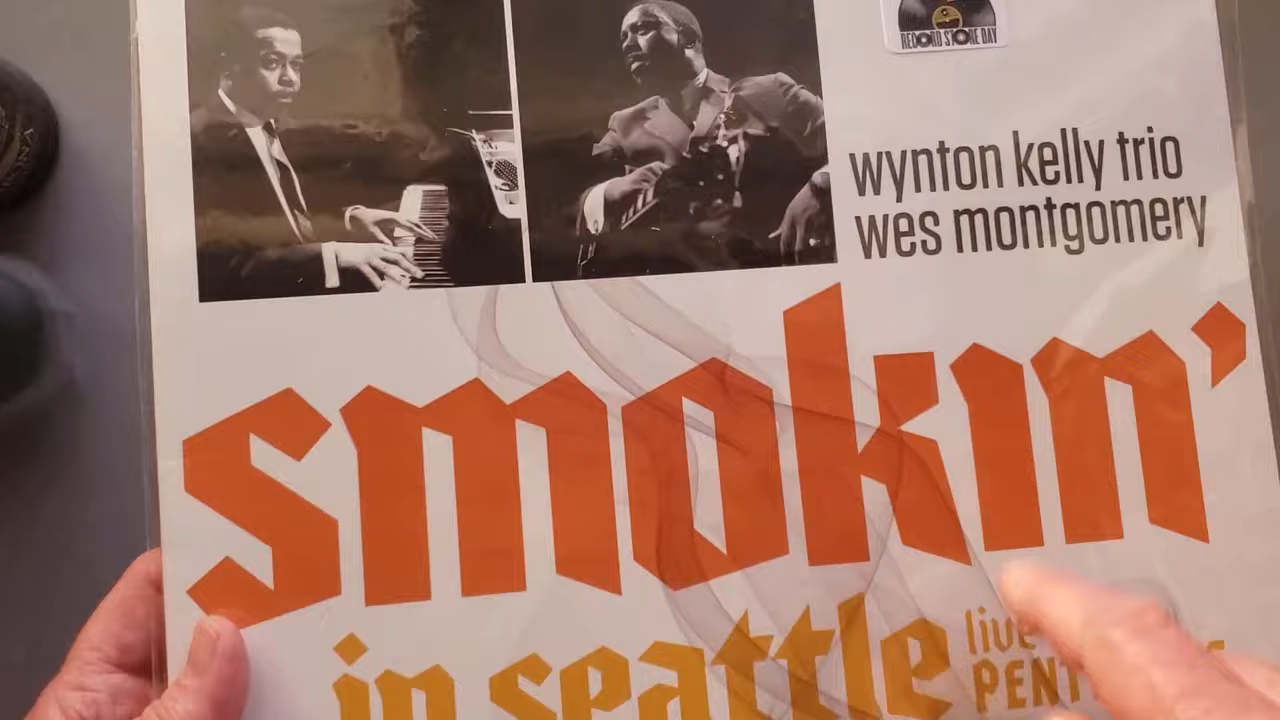 RECORD STORE DAY
wynton kelly trio
wes montgomery
smokin'
in seattle
live
PENT